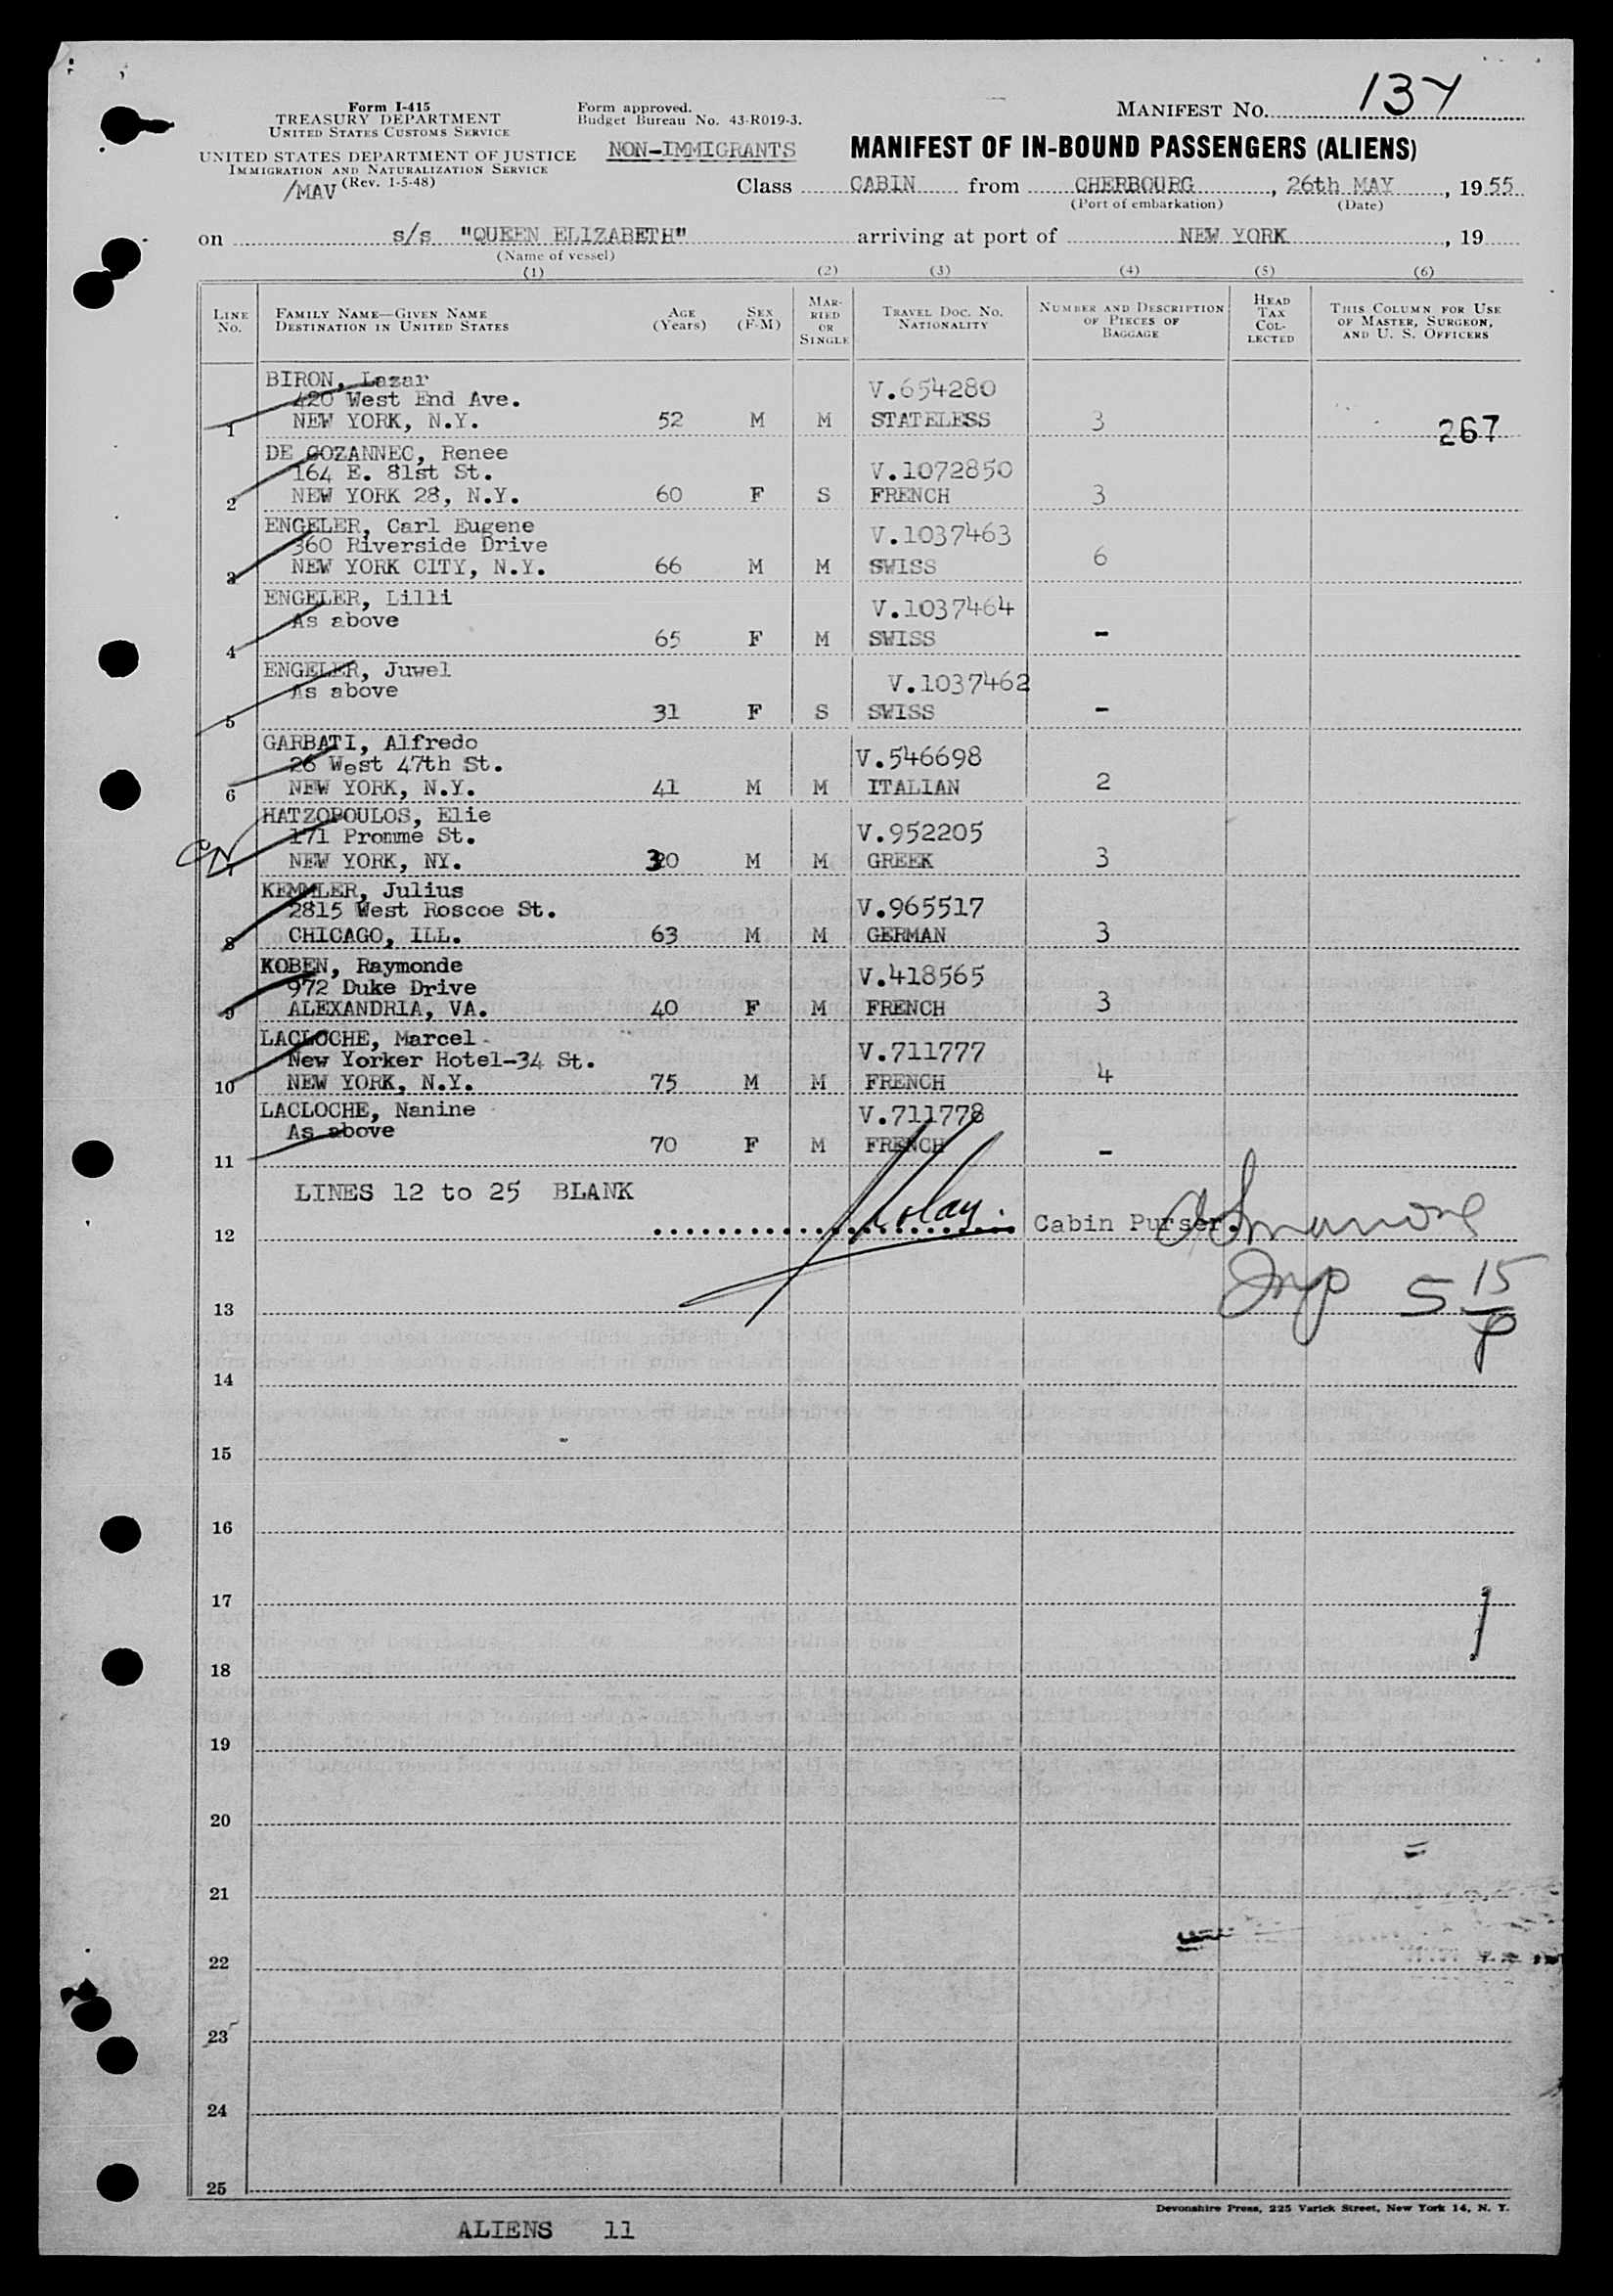 Form I-415
TREASURY DEPARTMENT
UNITED STATES CUSTOMS SERVICE
UNITED STATES DEPARTMENT OF JUSTICE
IMMIGRATION AND NATURALIZATION SERVICE
(Rev. 1-5-48)
/MAV
Form approved.
Budget Bureau No. 43-R019-3.
NON-IMMIGRANTS
MANIFEST NO. 134
MANIFEST OF IN-BOUND PASSENGERS (ALIENS)
Class CABIN from CHERBOURG, 26th MAY, 19 55
(Port of embarkation) (Date)
on s/s "QUEEN ELIZABETH" arriving at port of NEW YORK, 19
(Name of vessel)
(1) (2) (3) (4) (5) (6)
LINE NO. FAMILY NAME—GIVEN NAME DESTINATION IN UNITED STATES AGE (Years) SEX (F-M) MARRIED OR SINGLE TRAVEL DOC. NO. NATIONALITY NUMBER AND DESCRIPTION OF PIECES OF BAGGAGE HEAD TAX COLLECTED THIS COLUMN FOR USE OF MASTER, SURGEON, AND U. S. OFFICERS
BIRON, Lazar
420 West End Ave. V.654280
1 NEW YORK, N.Y. 52 M M STATELESS 3 267
DE GOZANNEC, Renee
164 E. 81st St. V.1072850
2 NEW YORK 28, N.Y. 60 F S FRENCH 3
ENGELER, Carl Eugene
360 Riverside Drive V.1037463
3 NEW YORK CITY, N.Y. 66 M M SWISS 6
ENGELER, Lilli
As above V.1037464
4 65 F M SWISS -
ENGELER, Juwel
As above V.1037462
5 31 F S SWISS -
GARBATI, Alfredo
26 West 47th St. V.546698
6 NEW YORK, N.Y. 41 M M ITALIAN 2
HATZOPOULOS, Elie
171 Promme St. V.952205
NEW YORK, NY. 30 M M GREEK 3
KEMMLER, Julius
2815 West Roscoe St. V.965517
8 CHICAGO, ILL. 63 M M GERMAN 3
KOBEN, Raymonde
972 Duke Drive V.418565
9 ALEXANDRIA, VA. 40 F M FRENCH 3
LACLOCHE, Marcel
New Yorker Hotel-34 St. V.711777
10 NEW YORK, N.Y. 75 M M FRENCH 4
LACLOCHE, Nanine V.711778
As above
11 70 F M FRENCH -
LINES 12 to 25 BLANK
12 Cabin Purser.
Insp 5 15
13
14
15
16
17
18
19
20
21
22
23
24
25
Devonshire Press, 225 Varick Street, New York 14, N. Y.
ALIENS 11